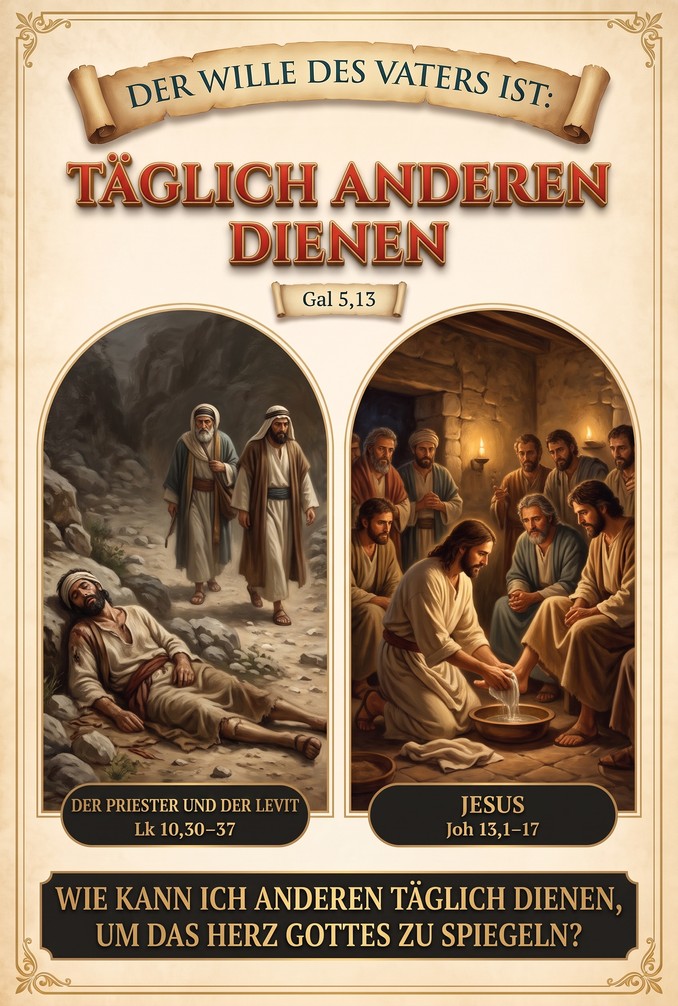 DER WILLE DES VATERS IST:
TÄGLICH ANDEREN
DIENEN
Gal 5,13
DER PRIESTER UND DER LEVIT
Lk 10,30–37
JESUS
Joh 13,1–17
WIE KANN ICH ANDEREN TÄGLICH DIENEN,
UM DAS HERZ GOTTES ZU SPIEGELN?